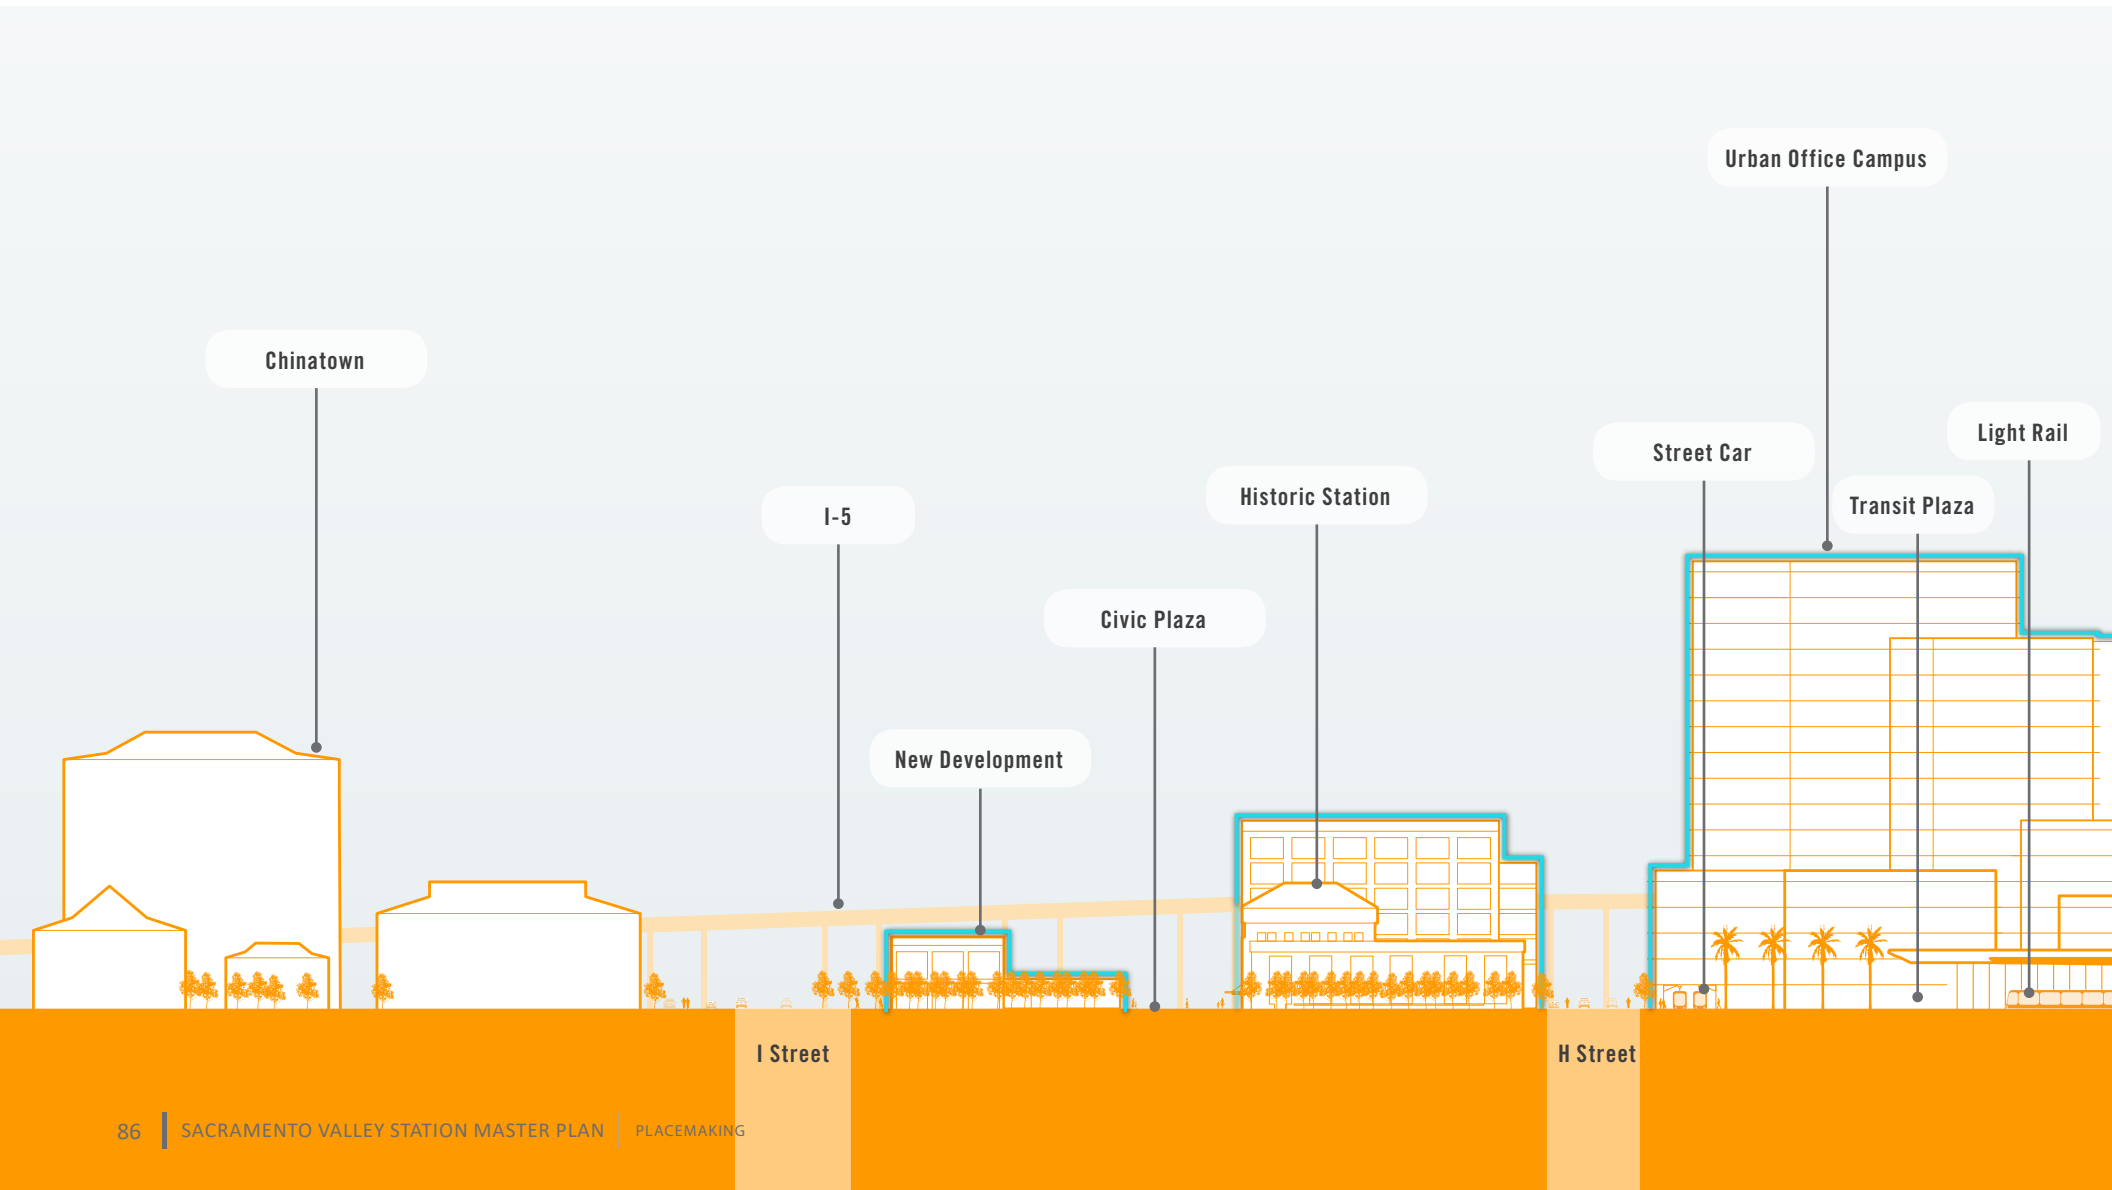 Urban Office Campus
Chinatown
Light Rail
Street Car
Historic Station
Transit Plaza
I-5
Civic Plaza
New Development
I Street
H Street
86 SACRAMENTO VALLEY STATION MASTER PLAN PLACEMAKING